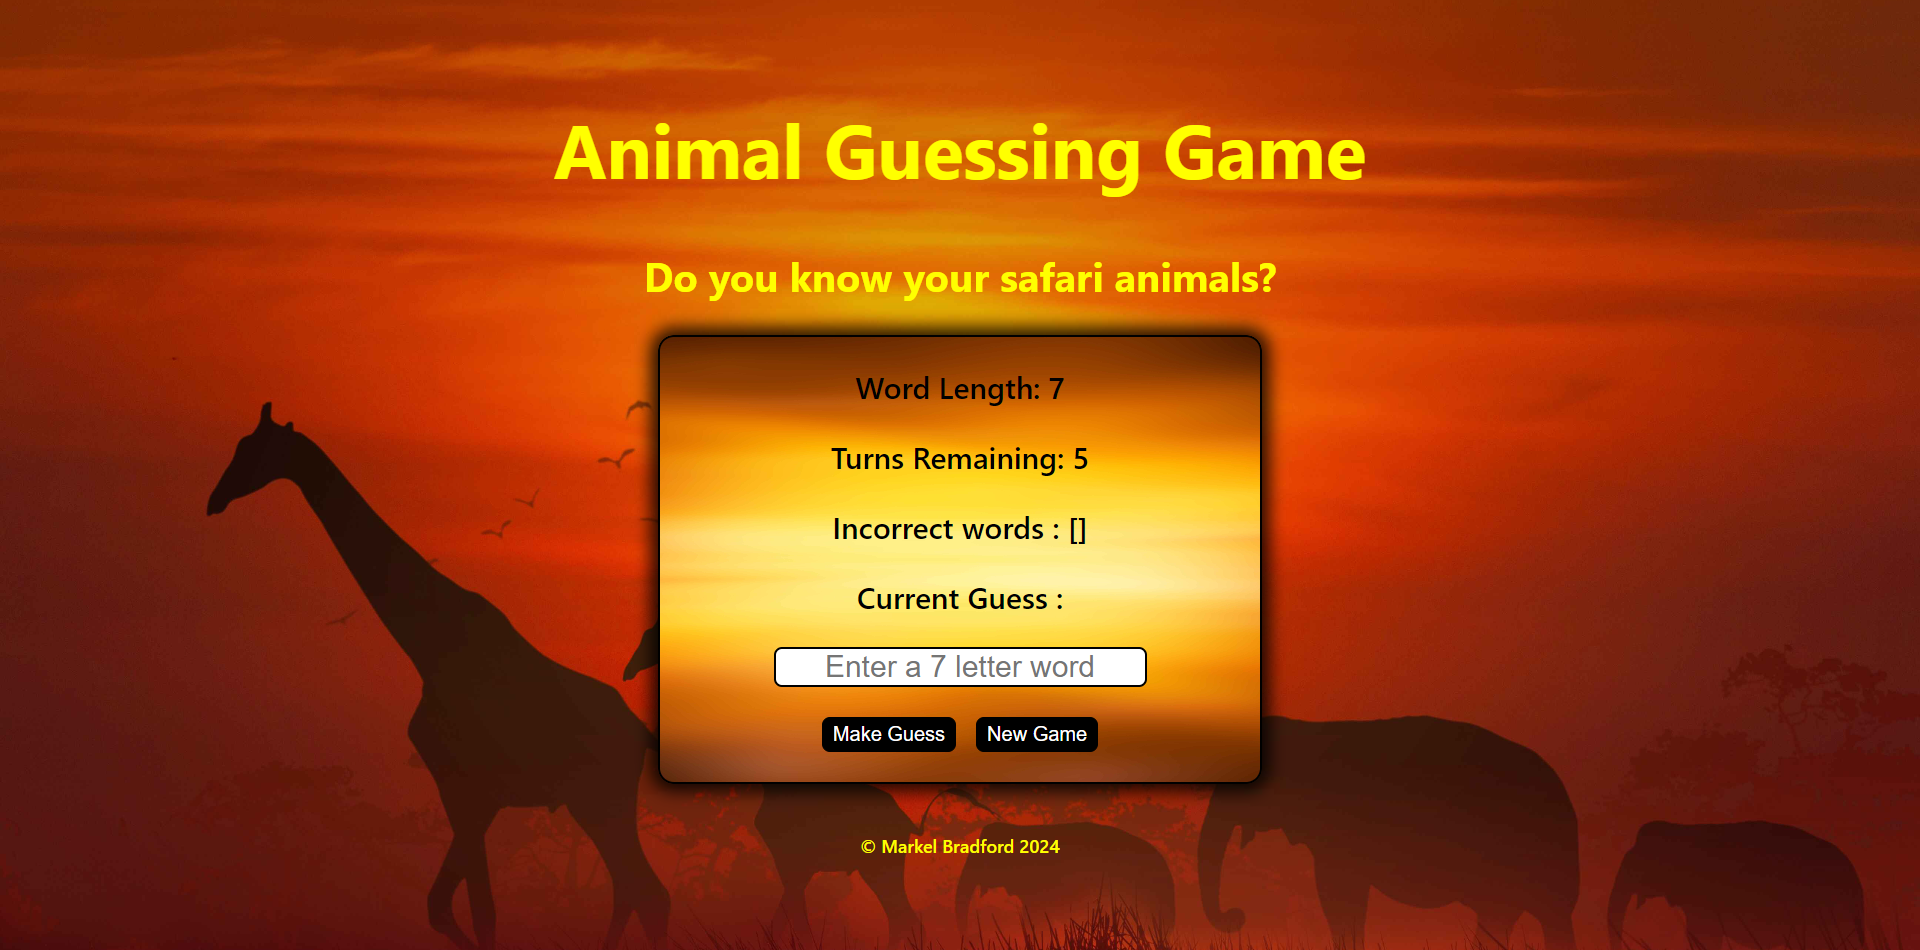 Animal Guessing Game
Do you know your safari animals?
Word Length: 7
Turns Remaining: 5
Incorrect words : []
Current Guess :
Enter a 7 letter word
Make Guess New Game
© Markel Bradford 2024